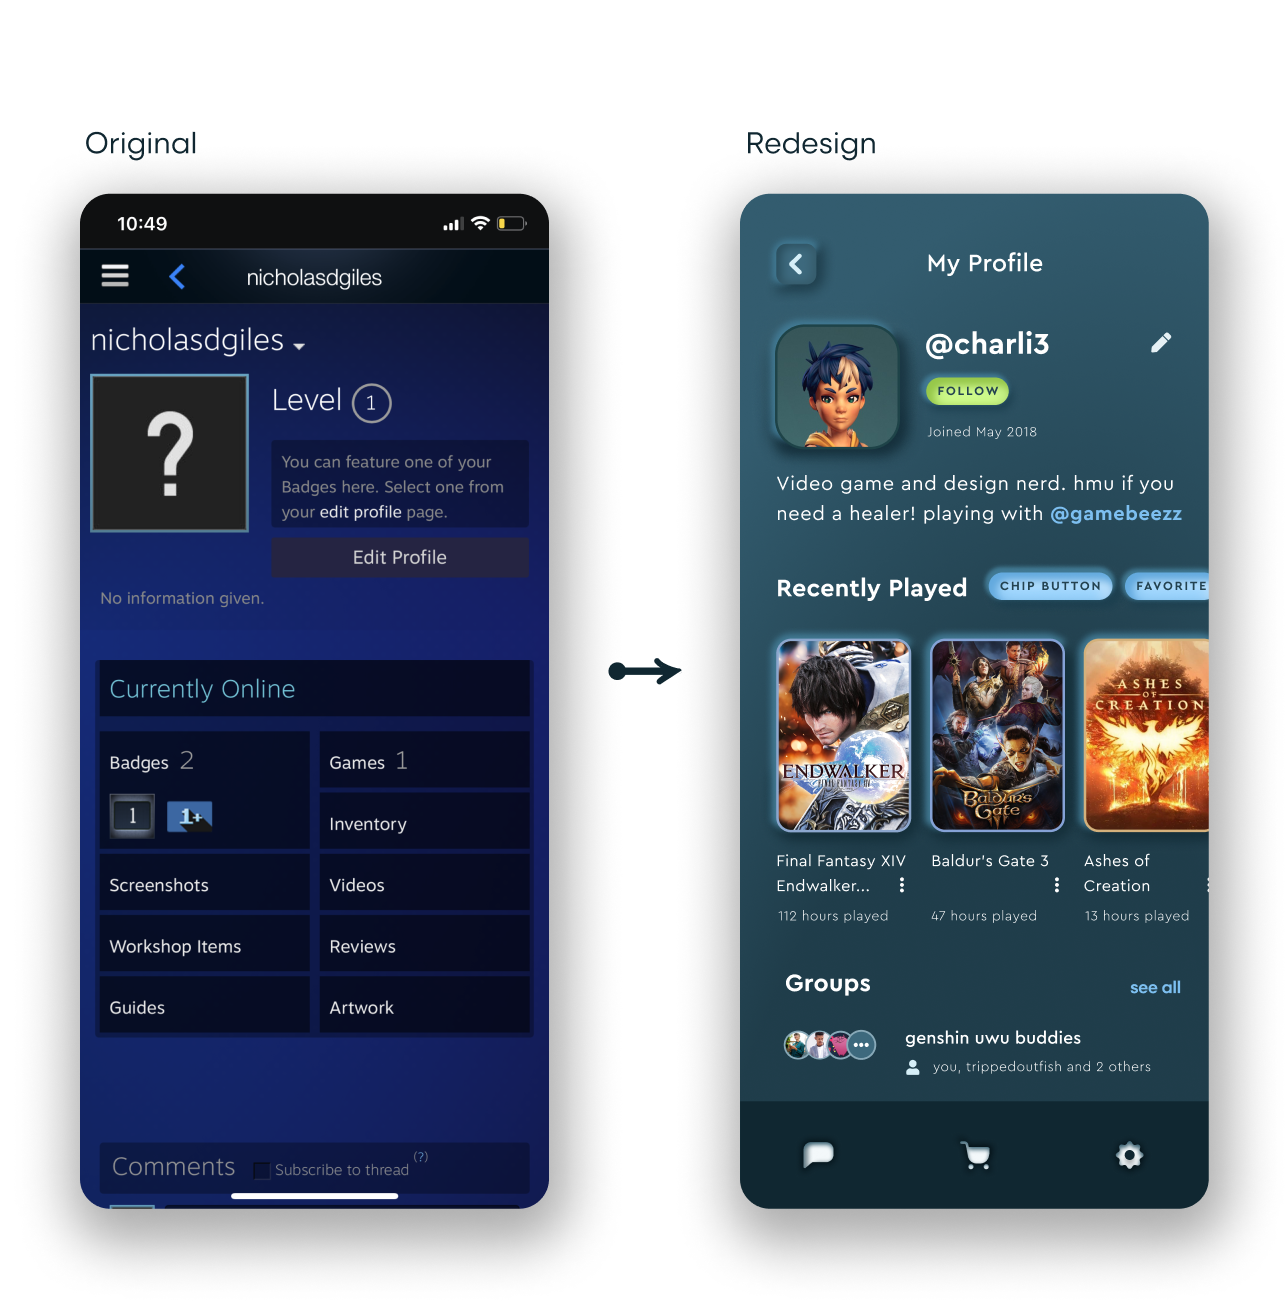 Original
10:49
nicholasdgiles
nicholasdgiles
?
Level 1
You can feature one of your
Badges here. Select one from
your edit profile page.
Edit Profile
No information given.
Currently Online
Badges 2
Games 1
1
1+
Inventory
Screenshots
Videos
Workshop Items
Reviews
Guides
Artwork
Comments
Subscribe to thread
(?)
Redesign
My Profile
@charli3
FOLLOW
Joined May 2018
Video game and design nerd. hmu if you
need a healer! playing with @gamebeezz
Recently Played
CHIP BUTTON
FAVORITE
ENDWALKER
FINAL FANTASY XIV
BALDUR'S
GATE
ASHES
OF
CREATION
Final Fantasy XIV
Endwalker...
112 hours played
Baldur's Gate 3
47 hours played
Ashes of
Creation
13 hours played
Groups
see all
genshin uwu buddies
you, trippedoutfish and 2 others